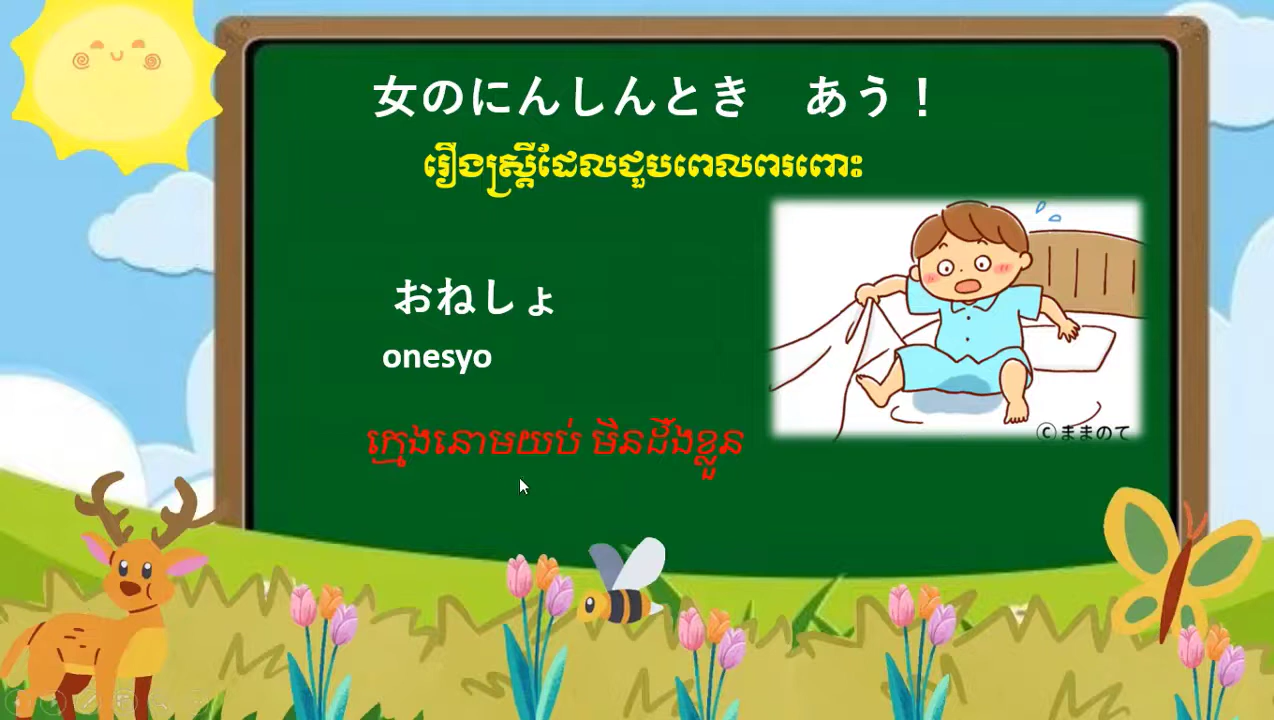 女のにんしんとき　あう！
រឿងស្ត្រីដែលជួបពេលពរពោះ
おねしょ
onesyo
ក្មេងនោមយប់ មិនដឹងខ្លួន
©ままのて